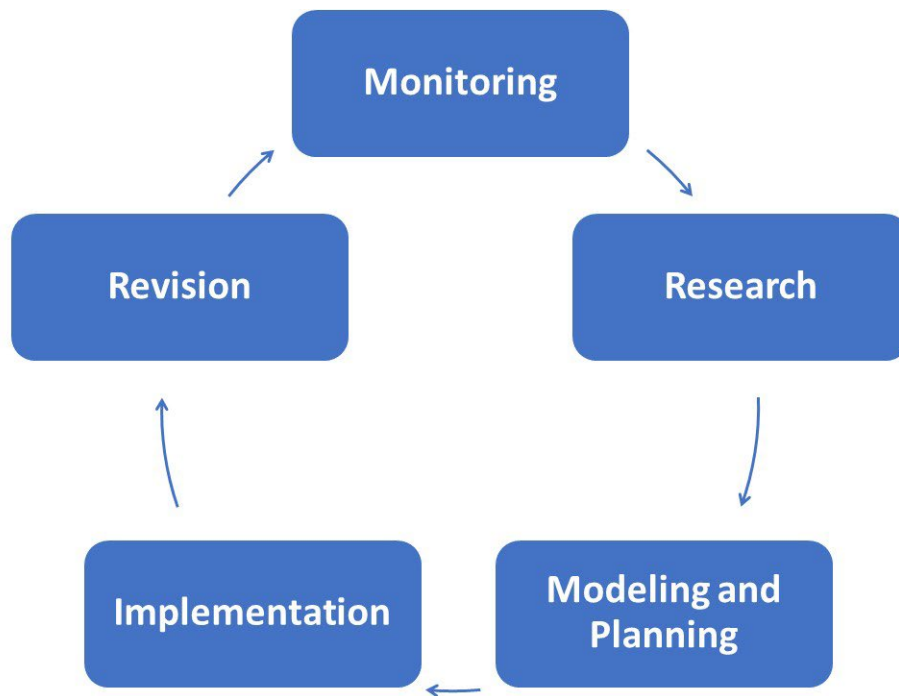 Monitoring
Research
Modeling and
Planning
Implementation
Revision